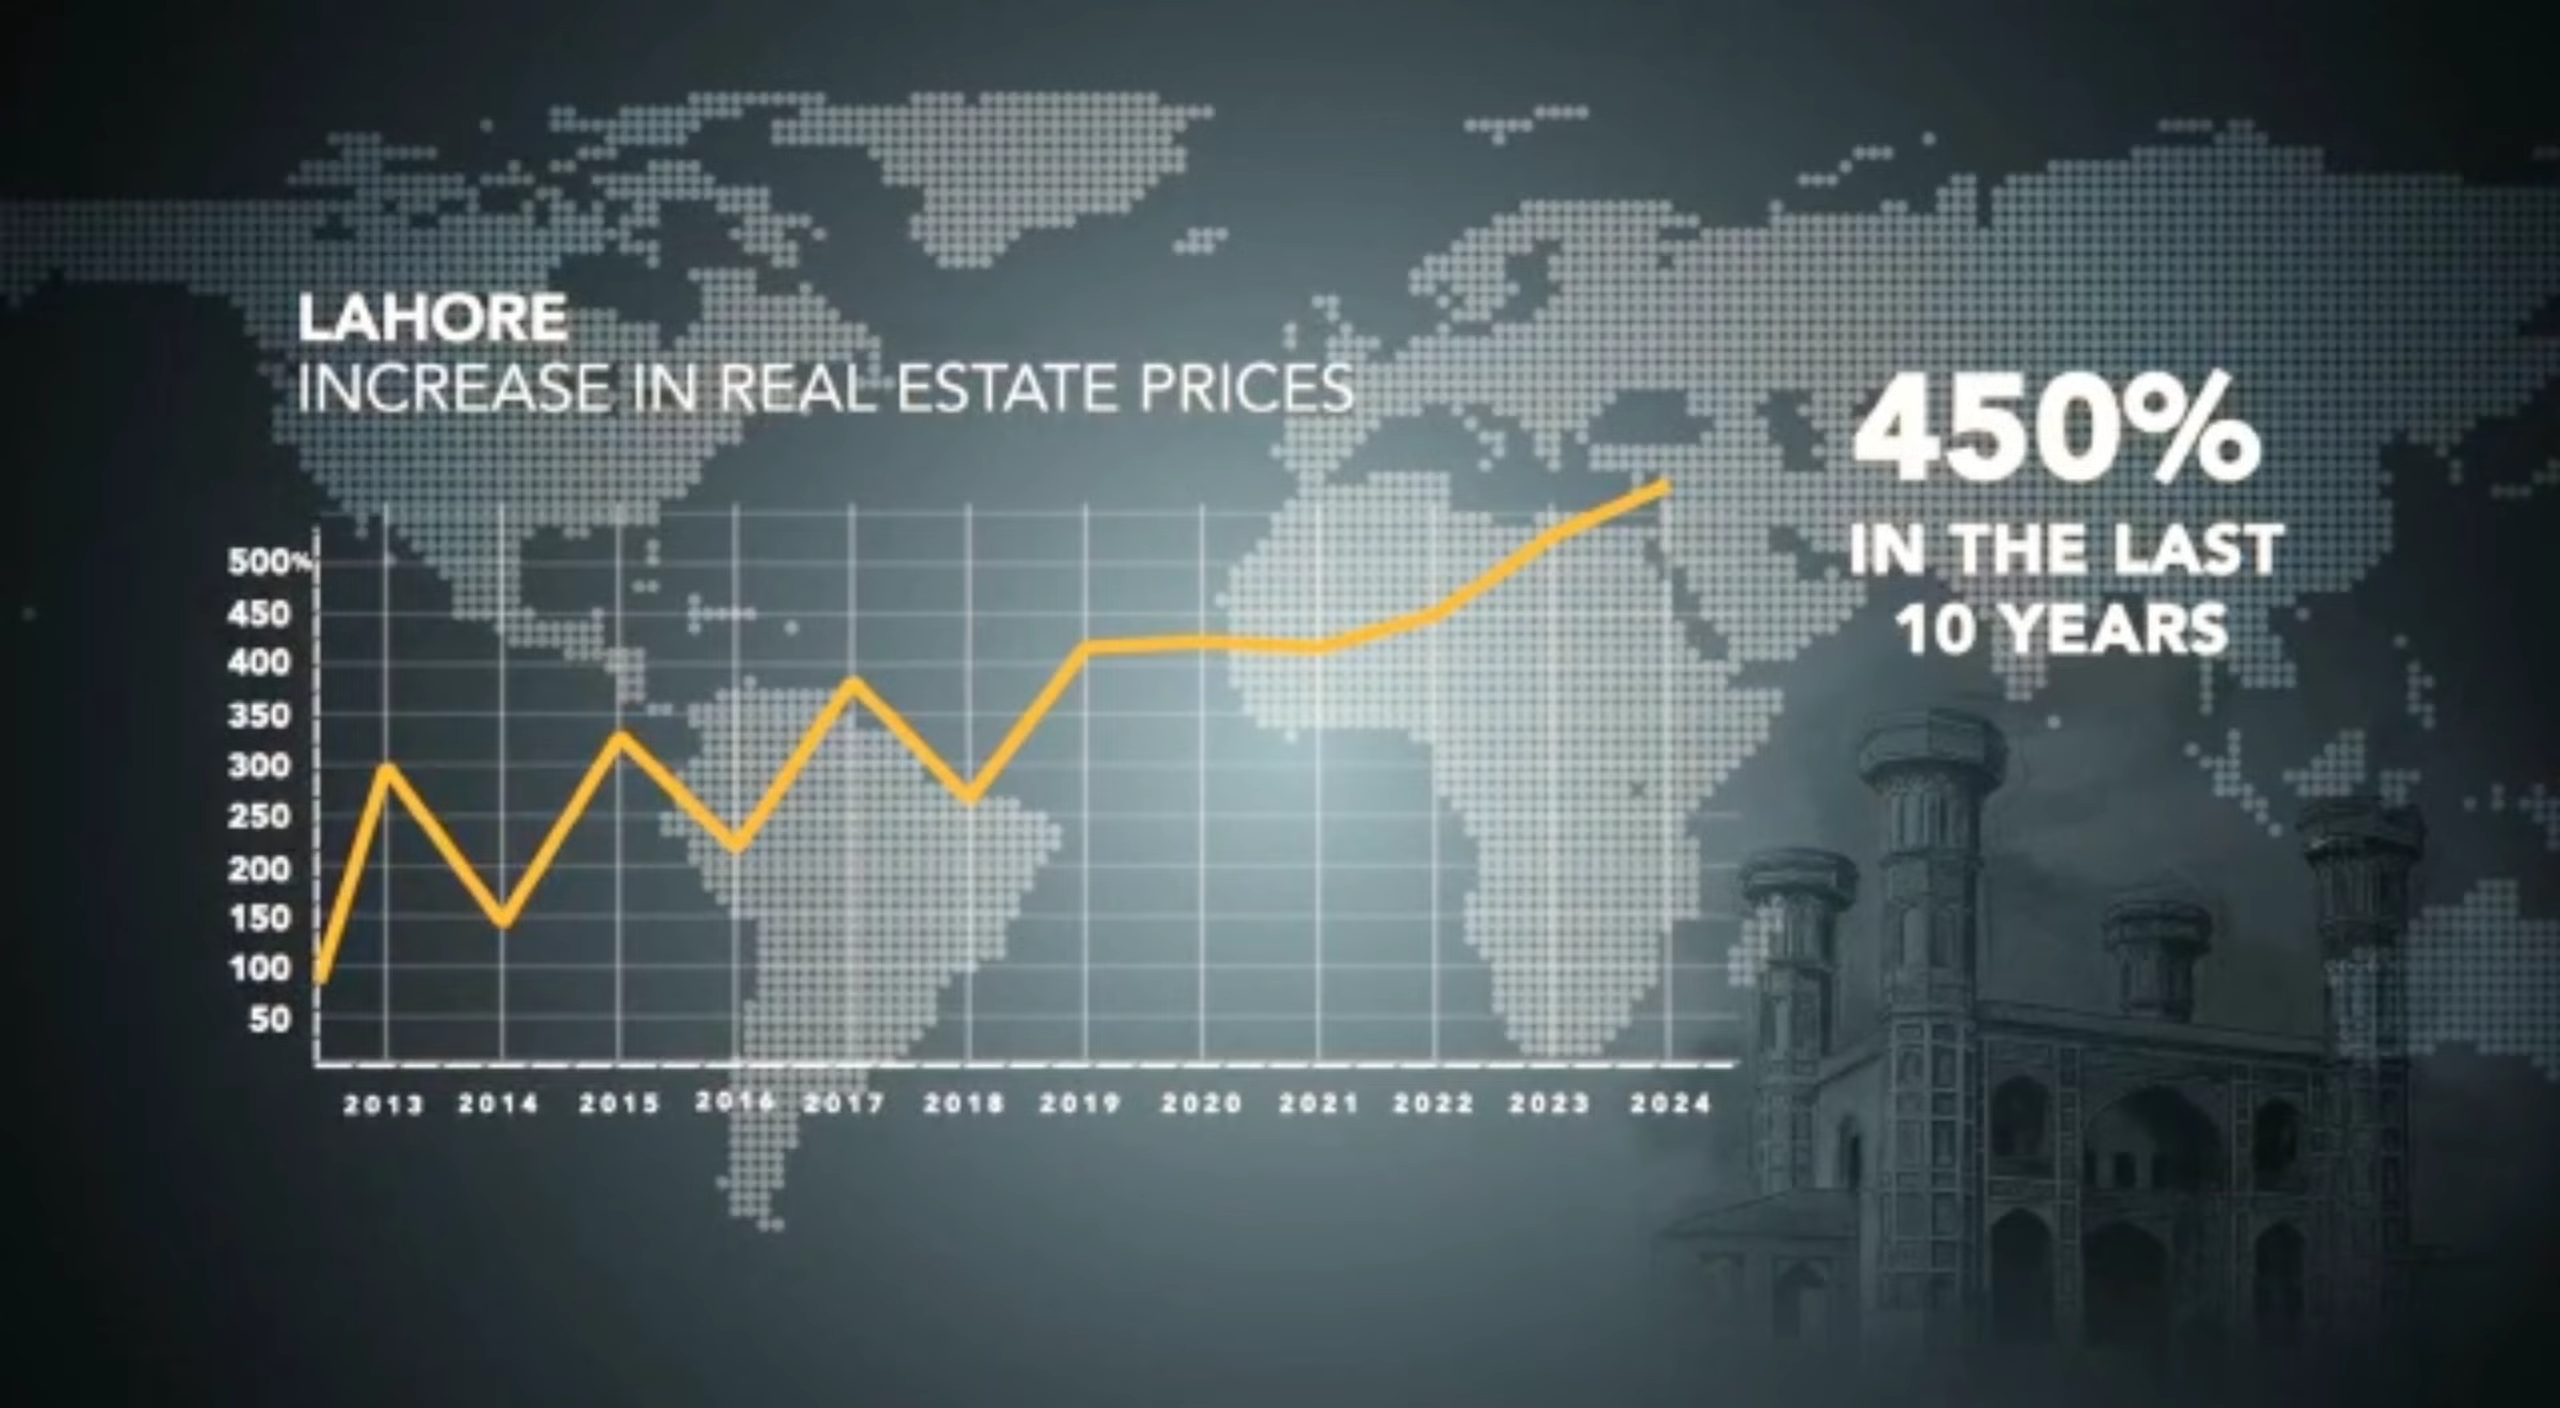 LAHORE
INCREASE IN REAL ESTATE PRICES
450%
IN THE LAST
10 YEARS
500%
450
400
350
300
250
200
150
100
50
2013 2014 2015 2016 2017 2018 2019 2020 2021 2022 2023 2024